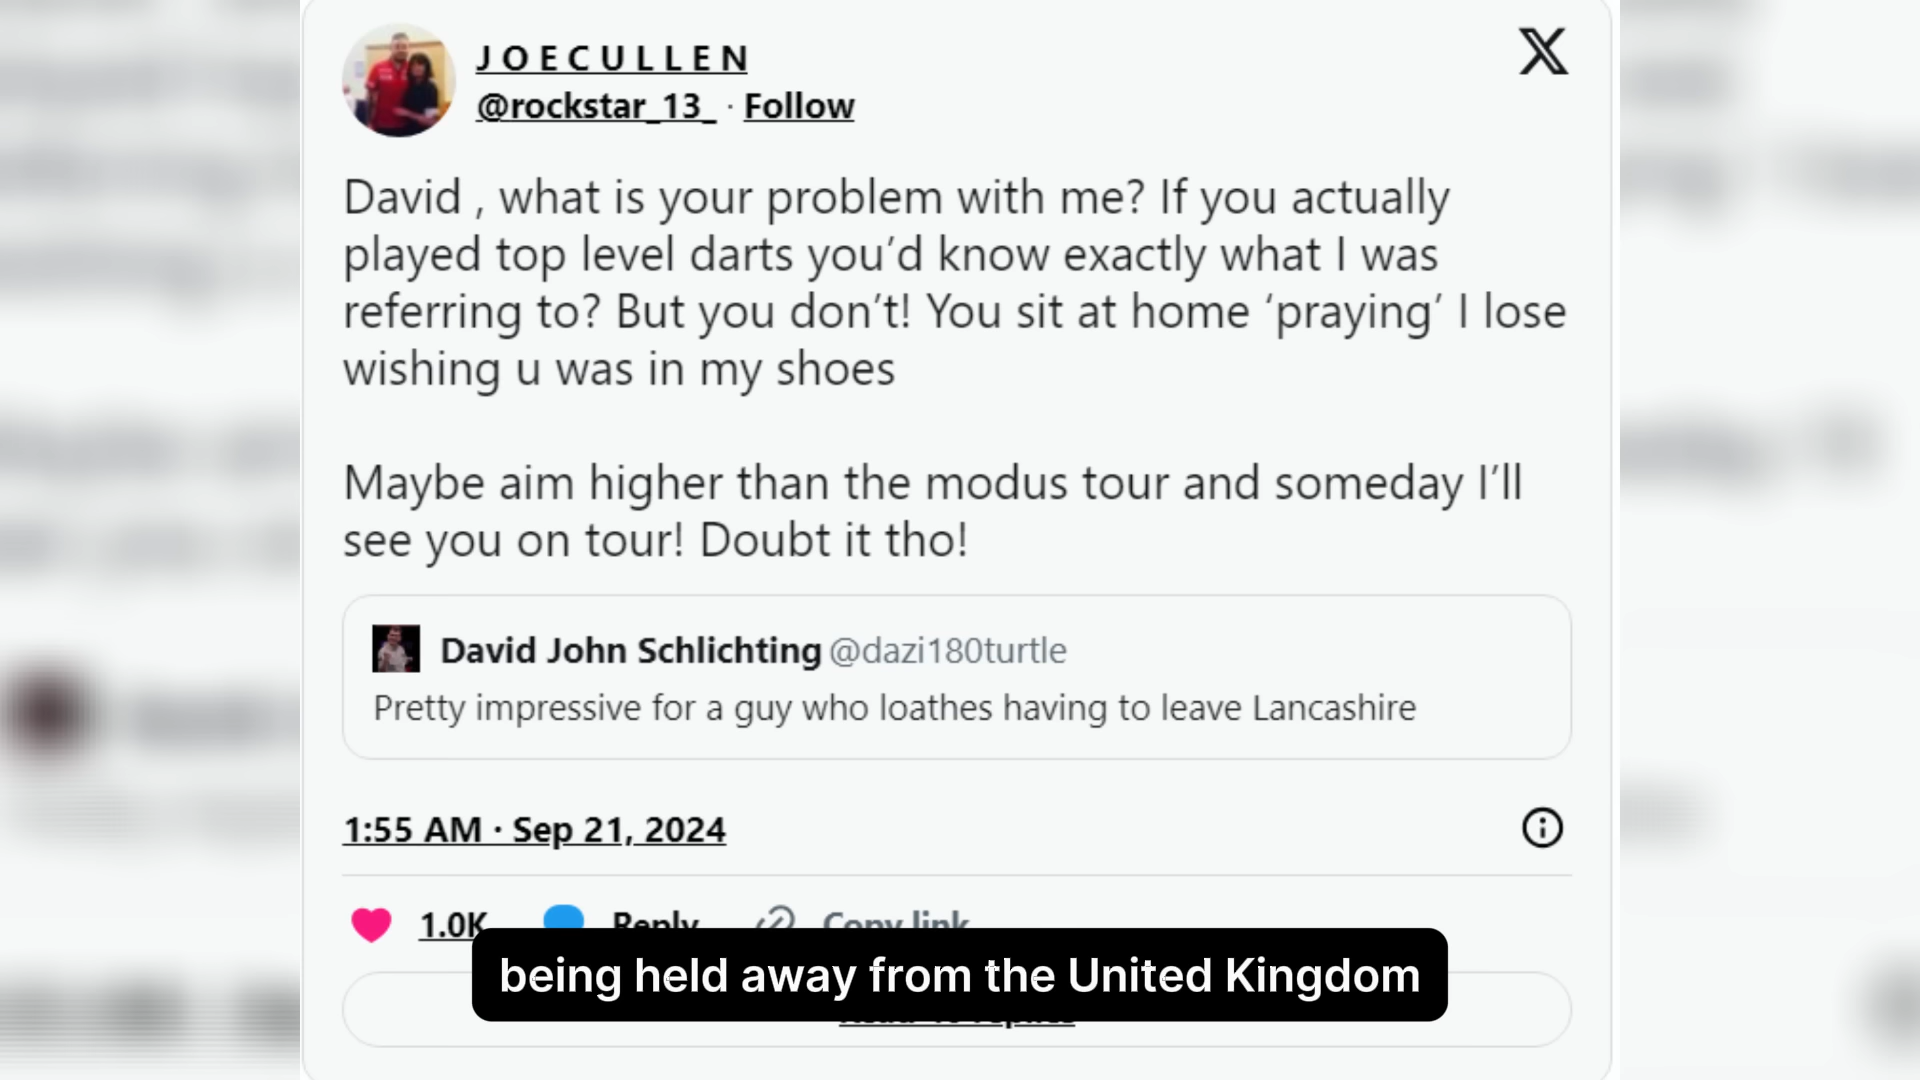 J O E C U L L E N
@rockstar_13_ · Follow
David , what is your problem with me? If you actually
played top level darts you’d know exactly what I was
referring to? But you don’t! You sit at home ‘praying’ I lose
wishing u was in my shoes
Maybe aim higher than the modus tour and someday I’ll
see you on tour! Doubt it tho!
David John Schlichting @dazi180turtle
Pretty impressive for a guy who loathes having to leave Lancashire
1:55 AM · Sep 21, 2024
1.0K Reply Copy link
being held away from the United Kingdom